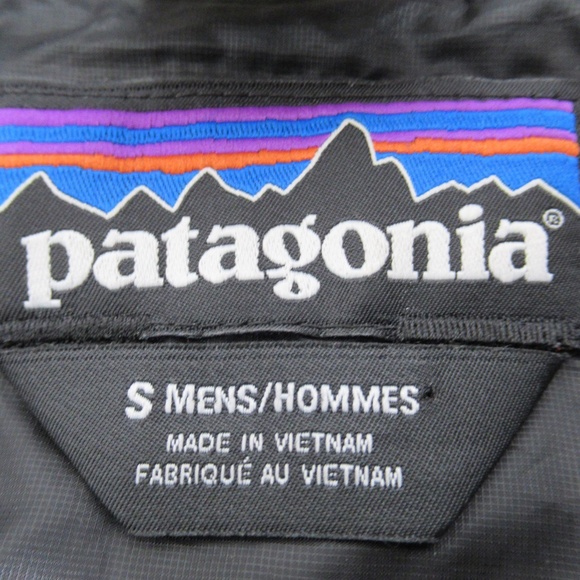 patagonia®
S MENS/HOMMES
MADE IN VIETNAM
FABRIQUÉ AU VIETNAM